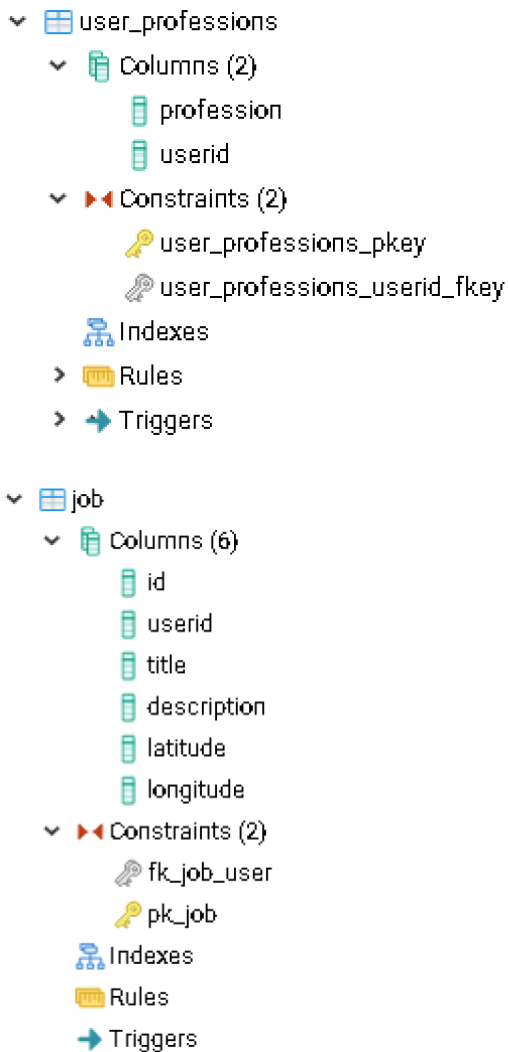 user_professions
Columns (2)
profession
userid
Constraints (2)
user_professions_pkey
user_professions_userid_fkey
Indexes
Rules
Triggers
job
Columns (6)
id
userid
title
description
latitude
longitude
Constraints (2)
fk_job_user
pk_job
Indexes
Rules
Triggers